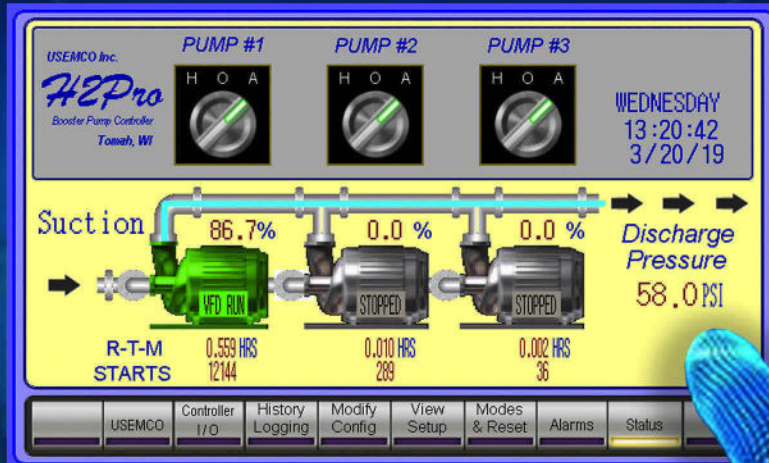 USEMCO Inc.
H2Pro
Booster Pump Controller
Tomah, WI
PUMP #1
H O A
PUMP #2
H O A
PUMP #3
H O A
WEDNESDAY
13:20:42
3/20/19
Suction
86.7%
0.0 %
0.0 %
Discharge
Pressure
58.0 PSI
VFD RUN
STOPPED
STOPPED
R-T-M 0.559 HRS 0.010 HRS 0.002 HRS
STARTS 12144 289 36
USEMCO
Controller
I/O
History
Logging
Modify
Config
View
Setup
Modes
& Reset
Alarms
Status